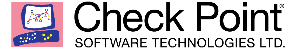 Check Point
SOFTWARE TECHNOLOGIES LTD.